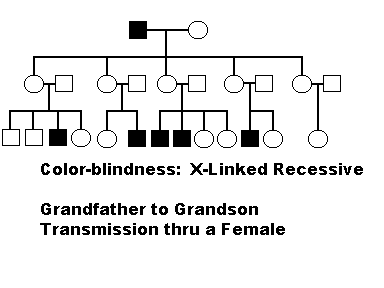 Color-blindness: X-Linked Recessive
Grandfather to Grandson
Transmission thru a Female